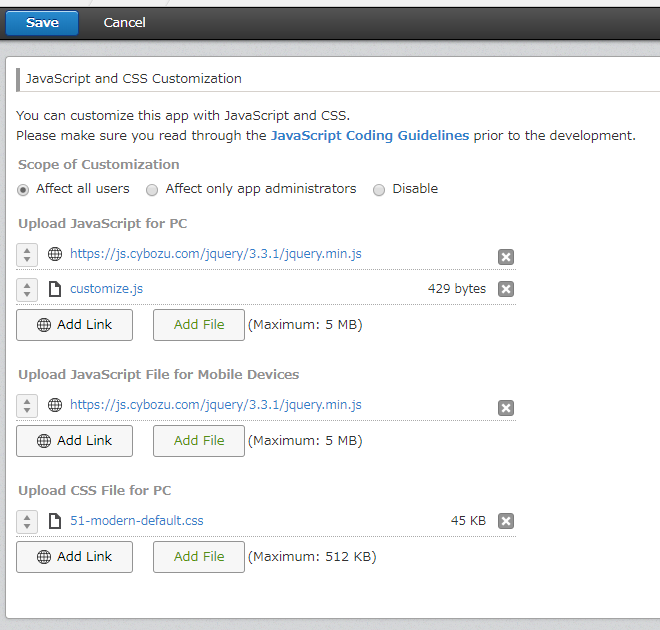 Save Cancel
JavaScript and CSS Customization
You can customize this app with JavaScript and CSS.
Please make sure you read through the JavaScript Coding Guidelines prior to the development.
Scope of Customization
Affect all users Affect only app administrators Disable
Upload JavaScript for PC
https://js.cybozu.com/jquery/3.3.1/jquery.min.js
customize.js 429 bytes
Add Link Add File (Maximum: 5 MB)
Upload JavaScript File for Mobile Devices
https://js.cybozu.com/jquery/3.3.1/jquery.min.js
Add Link Add File (Maximum: 5 MB)
Upload CSS File for PC
51-modern-default.css 45 KB
Add Link Add File (Maximum: 512 KB)